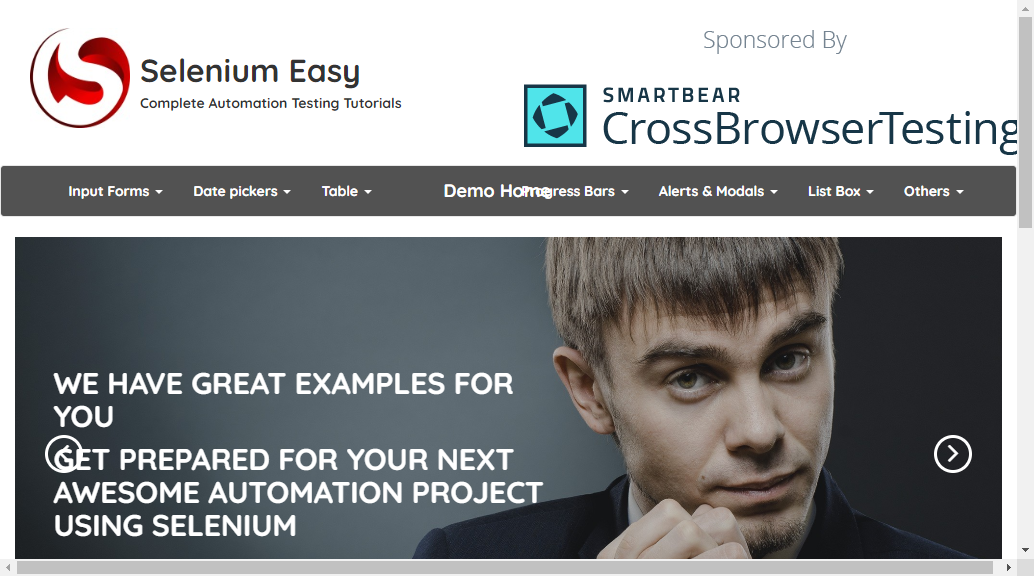 Sponsored By
Selenium Easy
Complete Automation Testing Tutorials
SMARTBEAR
CrossBrowserTesting
Input Forms Date pickers Table Demo Home Progress Bars Alerts & Modals List Box Others
WE HAVE GREAT EXAMPLES FOR
YOU
GET PREPARED FOR YOUR NEXT
AWESOME AUTOMATION PROJECT
USING SELENIUM